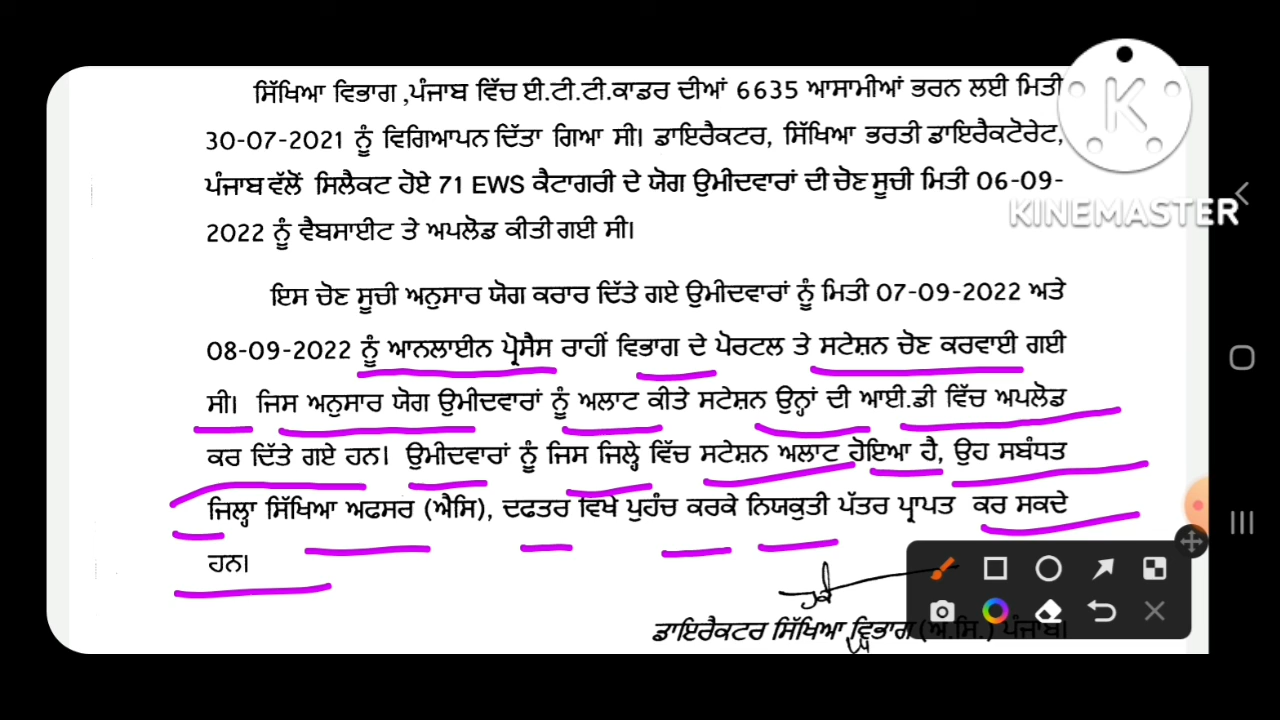 ਸਿੱਖਿਆ ਵਿਭਾਗ ,ਪੰਜਾਬ ਵਿੱਚ ਈ.ਟੀ.ਟੀ.ਕਾਡਰ ਦੀਆਂ 6635 ਆਸਾਮੀਆਂ ਭਰਨ ਲਈ ਮਿਤੀ
30-07-2021 ਨੂੰ ਵਿਗਿਆਪਨ ਦਿੱਤਾ ਗਿਆ ਸੀ। ਡਾਇਰੈਕਟਰ, ਸਿੱਖਿਆ ਭਰਤੀ ਡਾਇਰੈਕਟੋਰੇਟ,
ਪੰਜਾਬ ਵੱਲੋਂ ਸਿਲੈਕਟ ਹੋਏ 71 EWS ਕੈਟਾਗਰੀ ਦੇ ਯੋਗ ਉਮੀਦਵਾਰਾਂ ਦੀ ਚੋਣ ਸੂਚੀ ਮਿਤੀ 06-09-
2022 ਨੂੰ ਵੈਬਸਾਈਟ ਤੇ ਅਪਲੋਡ ਕੀਤੀ ਗਈ ਸੀ।
ਇਸ ਚੋਣ ਸੂਚੀ ਅਨੁਸਾਰ ਯੋਗ ਕਰਾਰ ਦਿੱਤੇ ਗਏ ਉਮੀਦਵਾਰਾਂ ਨੂੰ ਮਿਤੀ 07-09-2022 ਅਤੇ
08-09-2022 ਨੂੰ ਆਨਲਾਈਨ ਪ੍ਰੋਸੈਸ ਰਾਹੀਂ ਵਿਭਾਗ ਦੇ ਪੋਰਟਲ ਤੇ ਸਟੇਸ਼ਨ ਚੋਣ ਕਰਵਾਈ ਗਈ
ਸੀ। ਜਿਸ ਅਨੁਸਾਰ ਯੋਗ ਉਮੀਦਵਾਰਾਂ ਨੂੰ ਅਲਾਟ ਕੀਤੇ ਸਟੇਸ਼ਨ ਉਨ੍ਹਾਂ ਦੀ ਆਈ.ਡੀ ਵਿੱਚ ਅਪਲੋਡ
ਕਰ ਦਿੱਤੇ ਗਏ ਹਨ। ਉਮੀਦਵਾਰਾਂ ਨੂੰ ਜਿਸ ਜਿਲ੍ਹੇ ਵਿੱਚ ਸਟੇਸ਼ਨ ਅਲਾਟ ਹੋਇਆ ਹੈ, ਉਹ ਸਬੰਧਤ
ਜਿਲ੍ਹਾ ਸਿੱਖਿਆ ਅਫਸਰ (ਐਸਿ), ਦਫਤਰ ਵਿਖੇ ਪੁਹੰਚ ਕਰਕੇ ਨਿਯਕੁਤੀ ਪੱਤਰ ਪ੍ਰਾਪਤ ਕਰ ਸਕਦੇ
ਹਨ।
ਡਾਇਰੈਕਟਰ ਸਿੱਖਿਆ ਵਿਭਾਗ (ਅ.ਸਿ.) ਪੰਜਾਬ।
KINEMASTER